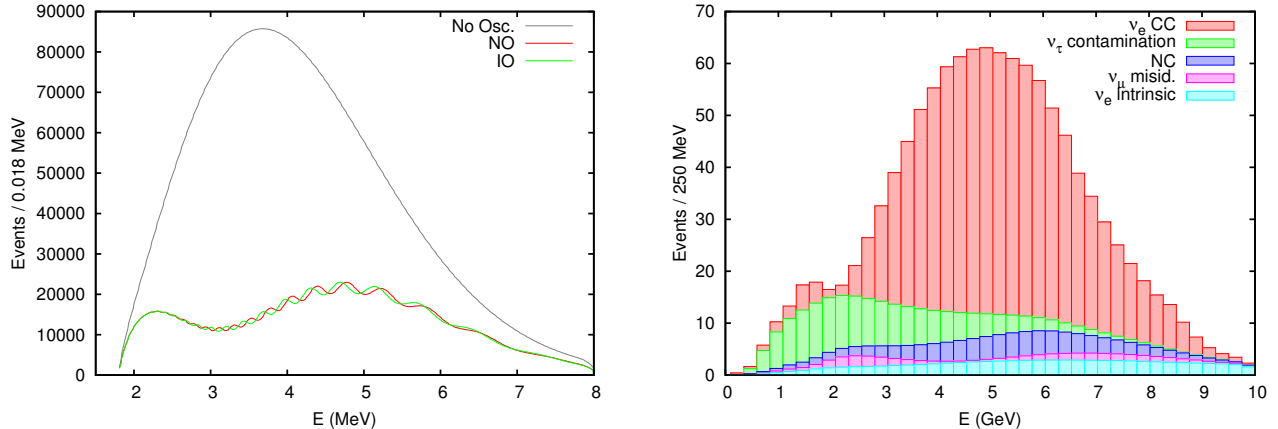 90000
80000
70000
60000
50000
40000
30000
20000
10000
0
Events / 0.018 MeV
No Osc.
NO
IO
2 3 4 5 6 7 8
E (MeV)
70
60
50
40
30
20
10
0
Events / 250 MeV
νe CC
ντ contamination
NC
νμ misid.
νe intrinsic
0 1 2 3 4 5 6 7 8 9 10
E (GeV)